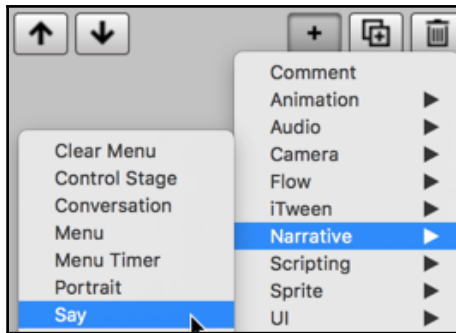 +
Comment
Animation
Audio
Camera
Flow
iTween
Narrative
Scripting
Sprite
UI
Clear Menu
Control Stage
Conversation
Menu
Menu Timer
Portrait
Say